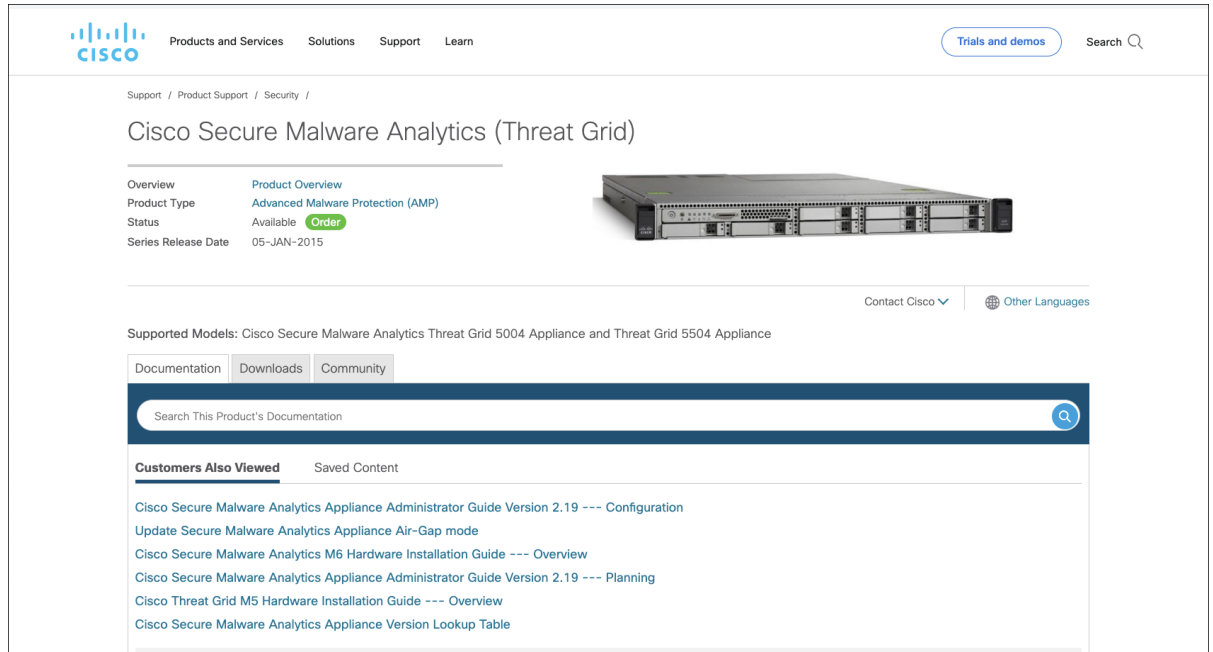 CISCO
Products and Services Solutions Support Learn Trials and demos Search
Support / Product Support / Security /
Cisco Secure Malware Analytics (Threat Grid)
Overview Product Overview
Product Type Advanced Malware Protection (AMP)
Status Available Order
Series Release Date 05-JAN-2015
Contact Cisco Other Languages
Supported Models: Cisco Secure Malware Analytics Threat Grid 5004 Appliance and Threat Grid 5504 Appliance
Documentation Downloads Community
Search This Product's Documentation
Customers Also Viewed Saved Content
Cisco Secure Malware Analytics Appliance Administrator Guide Version 2.19 --- Configuration
Update Secure Malware Analytics Appliance Air-Gap mode
Cisco Secure Malware Analytics M6 Hardware Installation Guide --- Overview
Cisco Secure Malware Analytics Appliance Administrator Guide Version 2.19 --- Planning
Cisco Threat Grid M5 Hardware Installation Guide --- Overview
Cisco Secure Malware Analytics Appliance Version Lookup Table